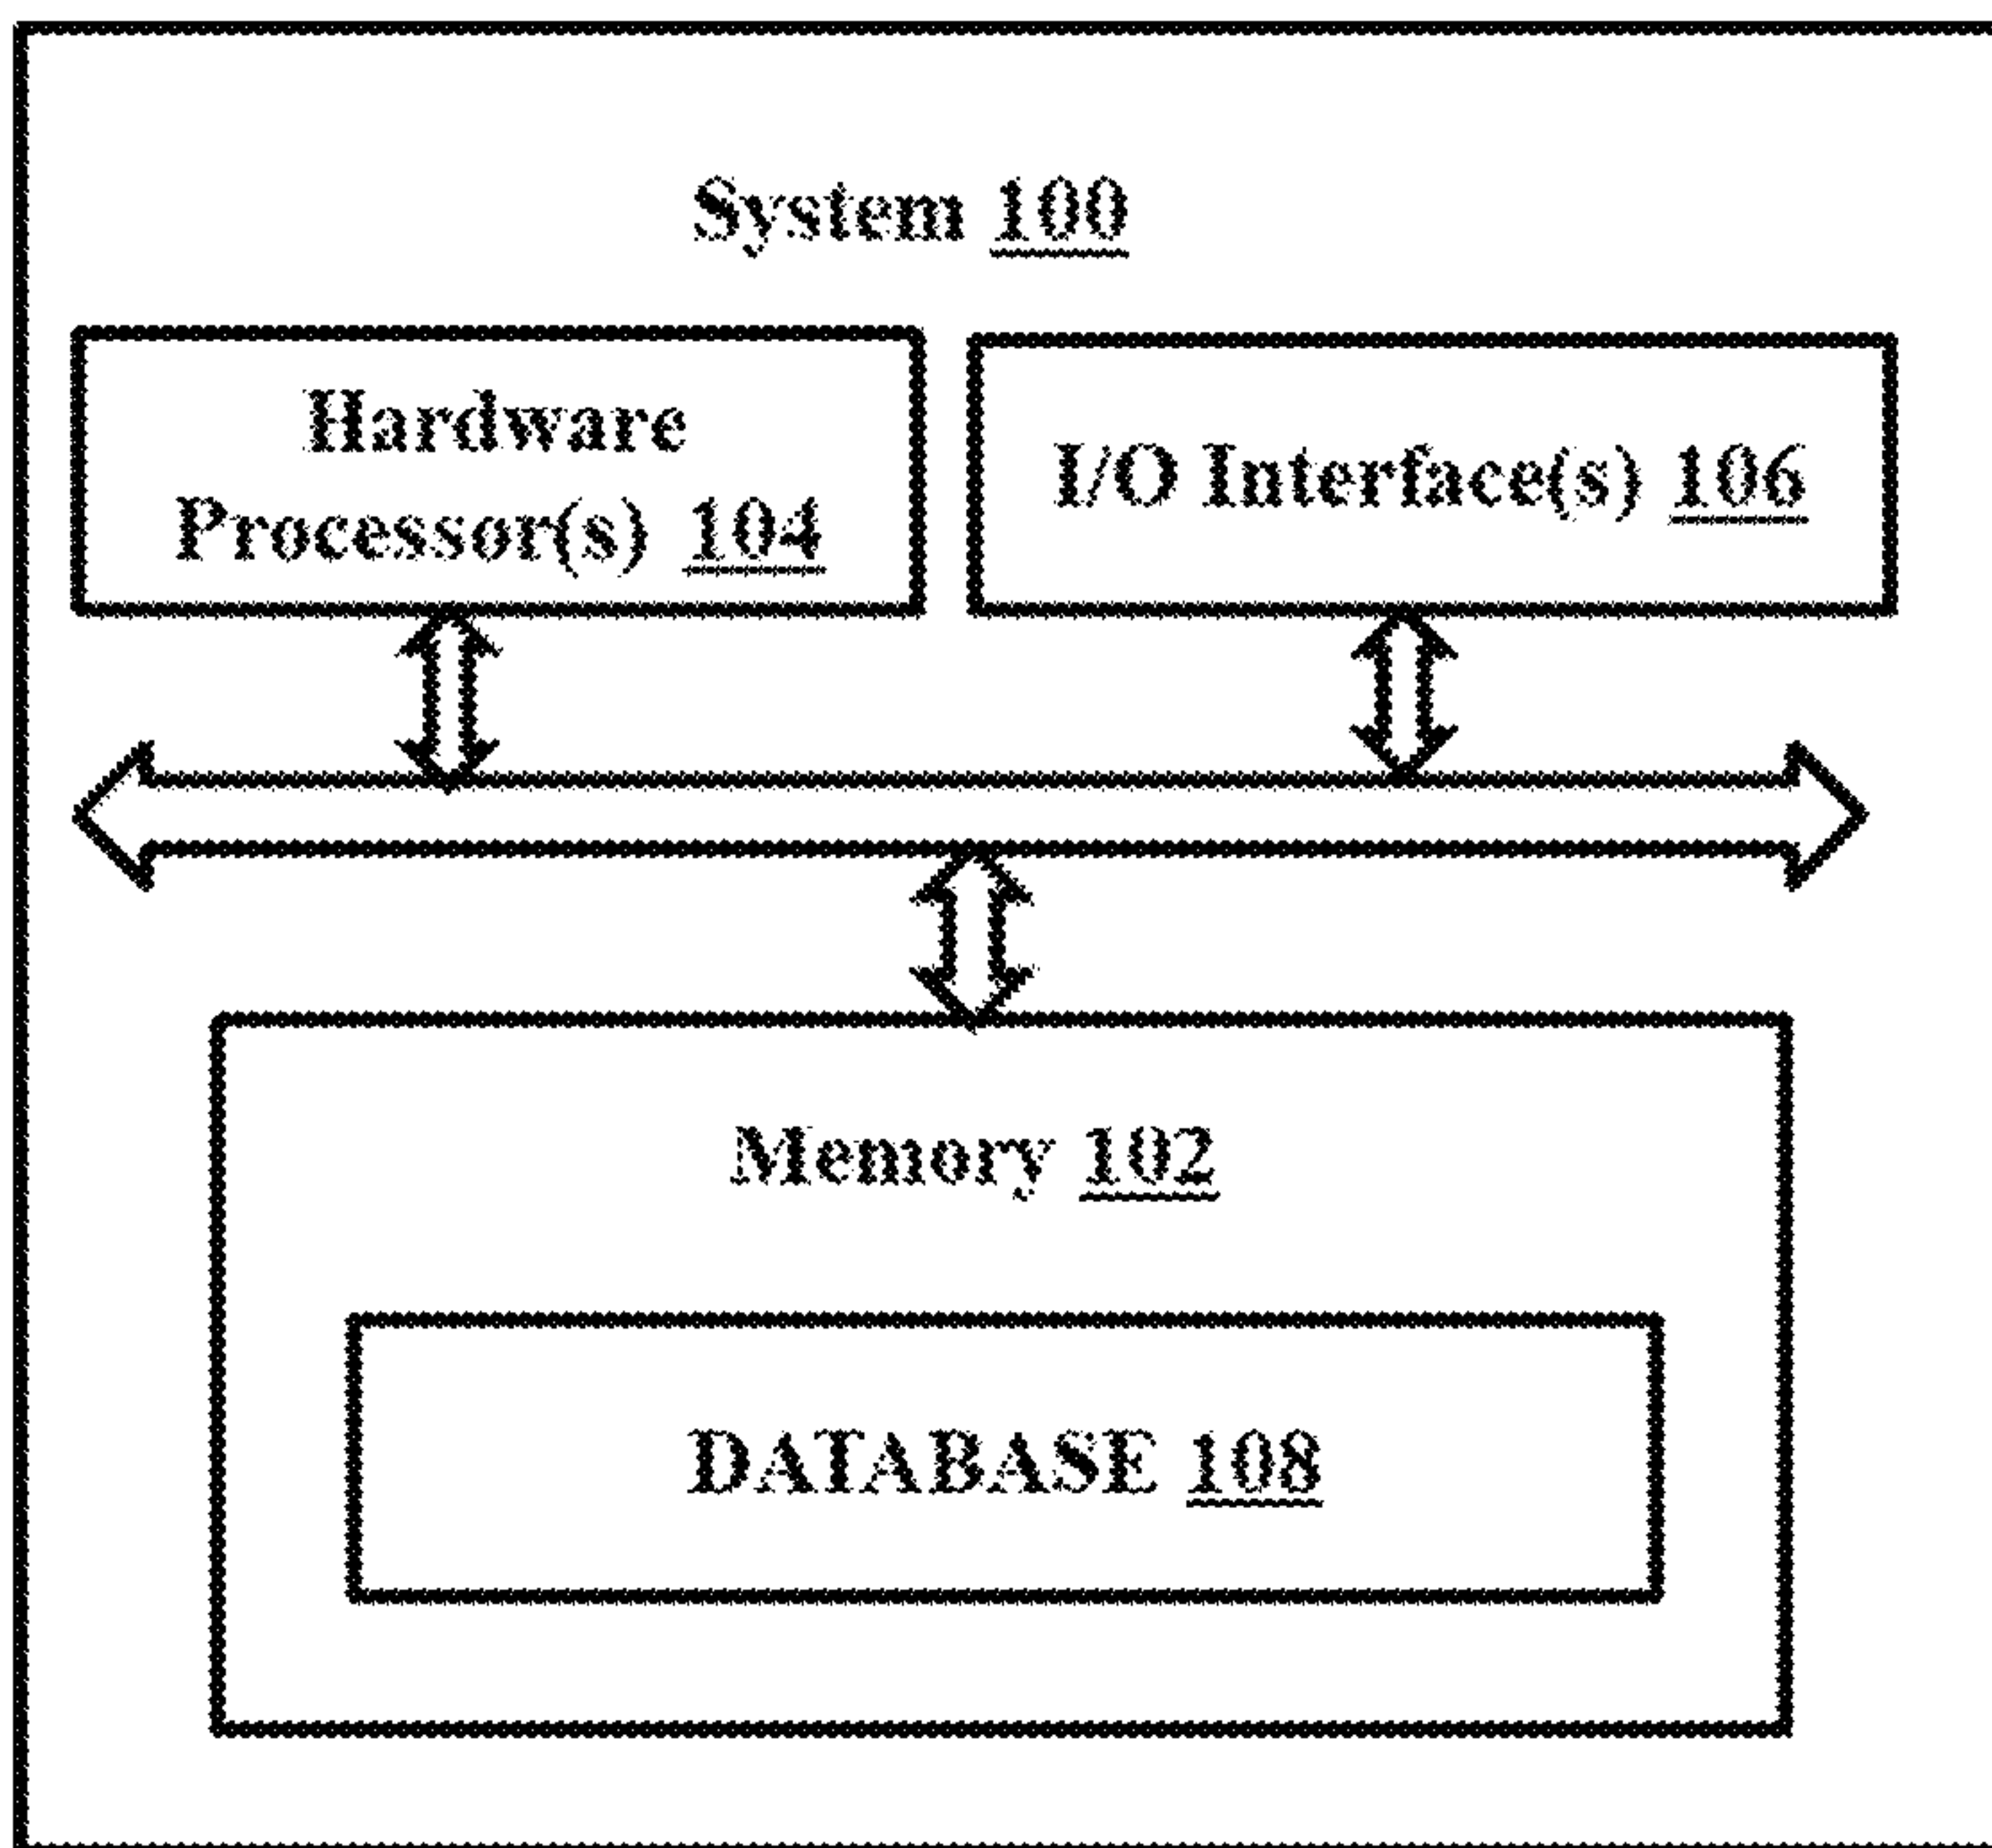 System 100
Hardware
Processor(s) 104
I/O Interface(s) 106
Memory 102
DATABASE 108